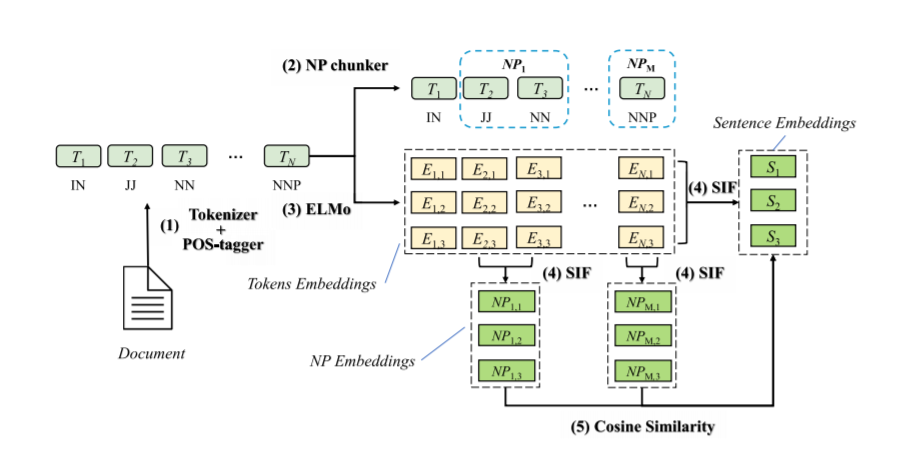 (2) NP chunker
NP1
NPM
T1 T2 T3 ... TN
IN JJ NN NNP
Sentence Embeddings
T1 T2 T3 ... TN
IN JJ NN NNP
(3) ELMo
E1,1 E2,1 E3,1 EN,1
E1,2 E2,2 E3,2 ... EN,2
E1,3 E2,3 E3,3 EN,3
(4) SIF
S1
S2
S3
(1) Tokenizer
+
POS-tagger
Tokens Embeddings
(4) SIF
(4) SIF
NP1,1 NPM,1
NP1,2 NPM,2
NP1,3 NPM,3
Document
NP Embeddings
(5) Cosine Similarity